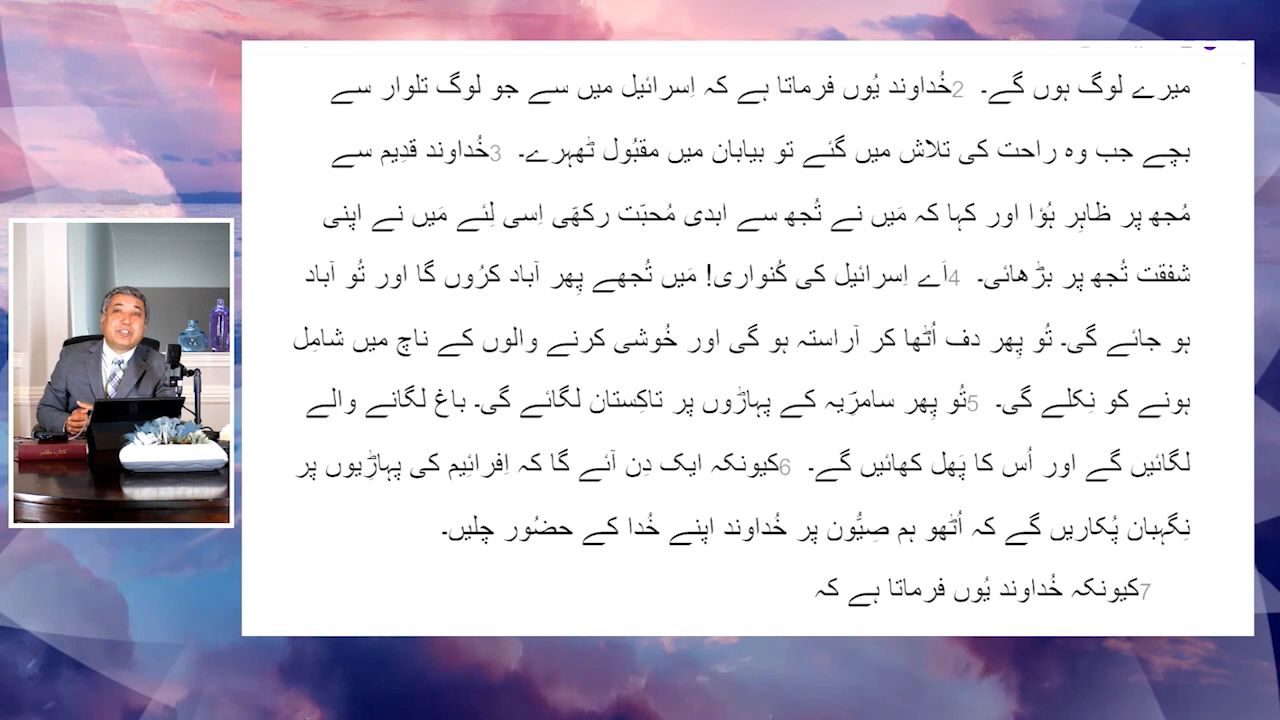 میرے لوگ ہوں گے۔ 2خُداوند یُوں فرماتا ہے کہ اِسرائیل میں سے جو لوگ تلوار سے
بچے جب وہ راحت کی تلاش میں گئے تو بیابان میں مقبُول ٹھہرے۔ 3خُداوند قدِیم سے
مُجھ پر ظاہِر ہُؤا اور کہا کہ مَیں نے تُجھ سے ابدی مُحبّت رکھّی اِسی لِئے مَیں نے اپنی
شفقت تُجھ پر بڑھائی۔ 4اَے اِسرائیل کی کُنواری! مَیں تُجھے پِھر آباد کرُوں گا اور تُو آباد
ہو جائے گی۔ تُو پِھر دف اُٹھا کر آراستہ ہو گی اور خُوشی کرنے والوں کے ناچ میں شامِل
ہونے کو نِکلے گی۔ 5تُو پِھر سامرؔیہ کے پہاڑوں پر تاکِستان لگائے گی۔ باغ لگانے والے
لگائیں گے اور اُس کا پَھل کھائیں گے۔ 6کیونکہ ایک دِن آئے گا کہ اِفرائِیم کی پہاڑِیوں پر
نِگہبان پُکاریں گے کہ اُٹھو ہم صِیُّون پر خُداوند اپنے خُدا کے حضُور چلیں۔
7کیونکہ خُداوند یُوں فرماتا ہے کہ
کتاب مقدس